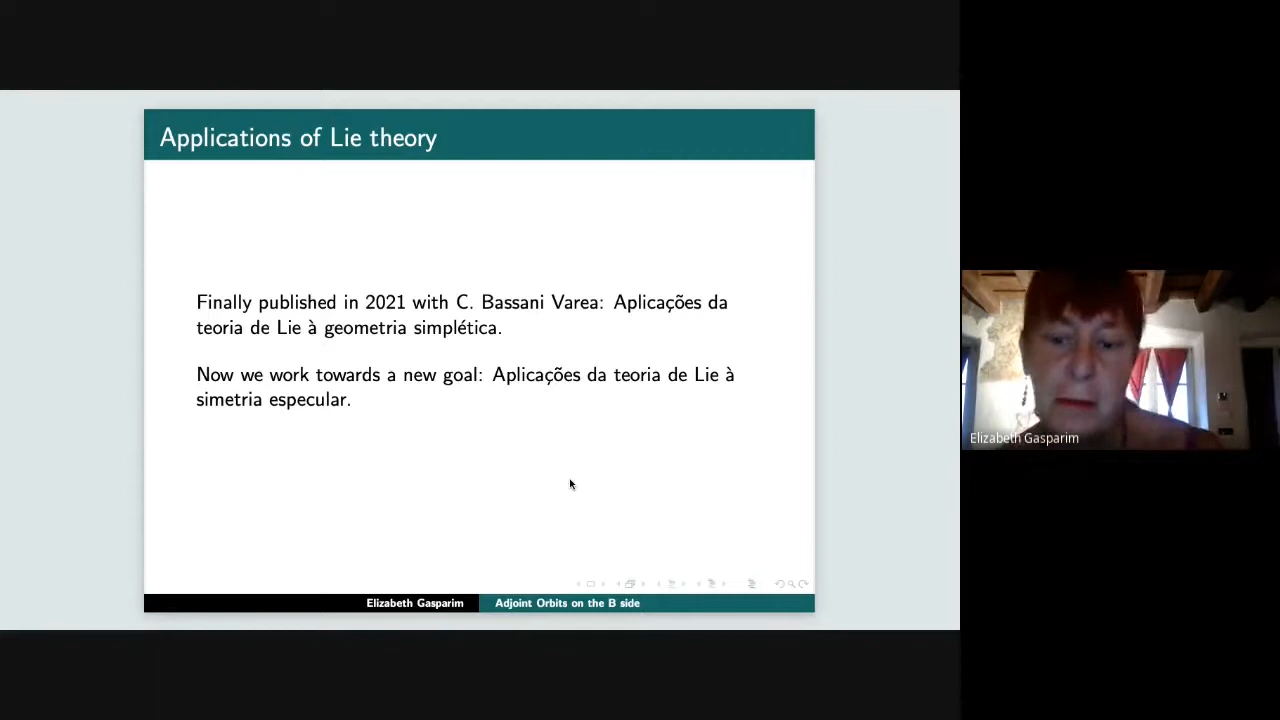 Applications of Lie theory
Finally published in 2021 with C. Bassani Varea: Aplicações da
teoria de Lie à geometria simplética.
Now we work towards a new goal: Aplicações da teoria de Lie à
simetria especular.
Elizabeth Gasparim
Adjoint Orbits on the B side
Elizabeth Gasparim